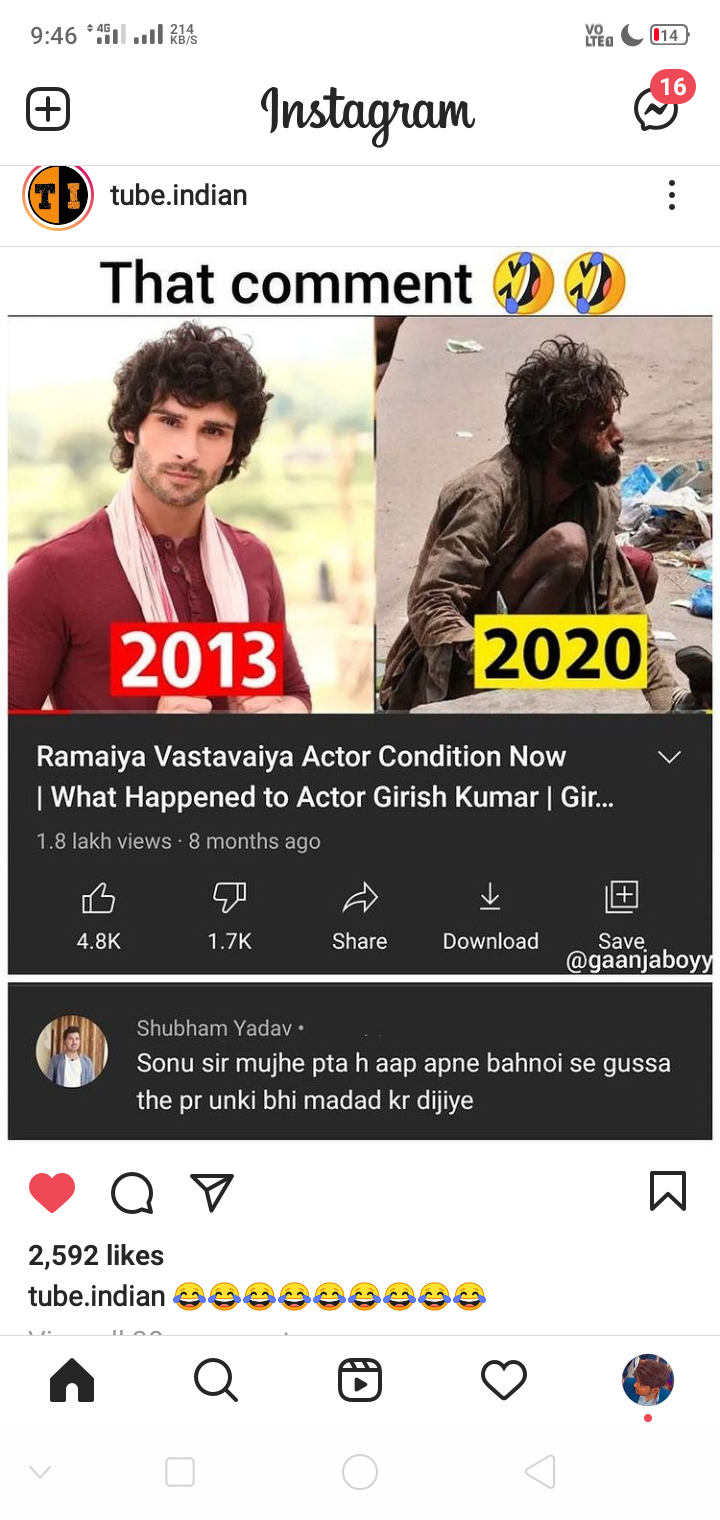 9:46 4G 214 KB/S VO LTE 14
Instagram 16
TI tube.indian
That comment 🤣🤣
2013 2020
Ramaiya Vastavaiya Actor Condition Now
| What Happened to Actor Girish Kumar | Gir...
1.8 lakh views · 8 months ago
4.8K 1.7K Share Download Save
@gaanjaboyy
Shubham Yadav •
Sonu sir mujhe pta h aap apne bahnoi se gussa
the pr unki bhi madad kr dijiye
2,592 likes
tube.indian 😂😂😂😂😂😂😂😂😂